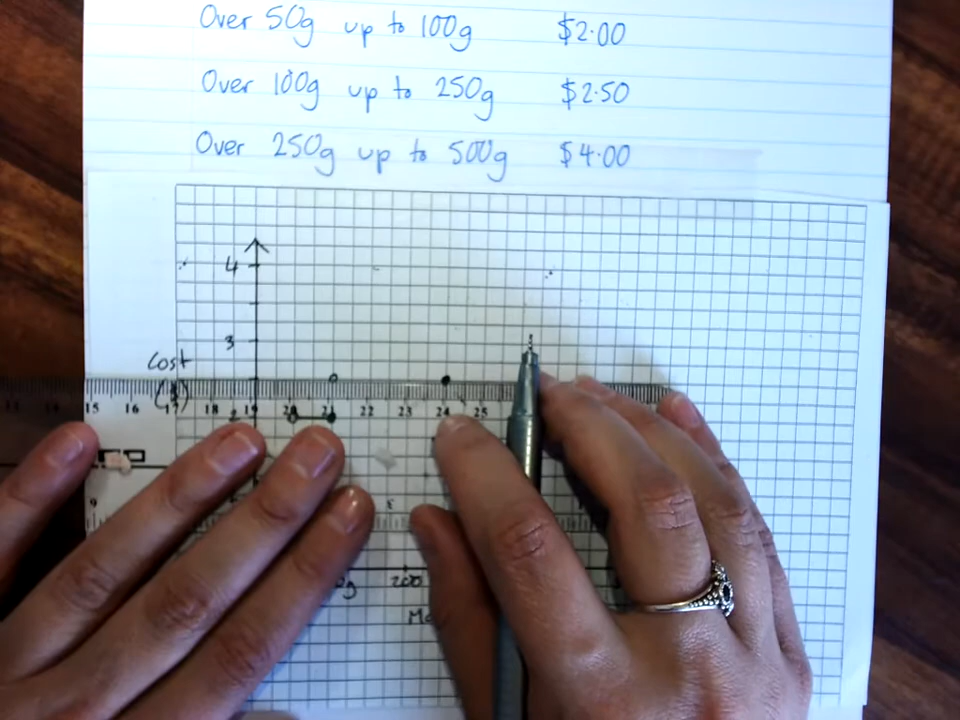 Over 50g up to 100g $2.00
Over 100g up to 250g $2.50
Over 250g up to 500g $4.00
4
3
Cost
15 16 17 18 19 20 21 22 23 24 25
2
200